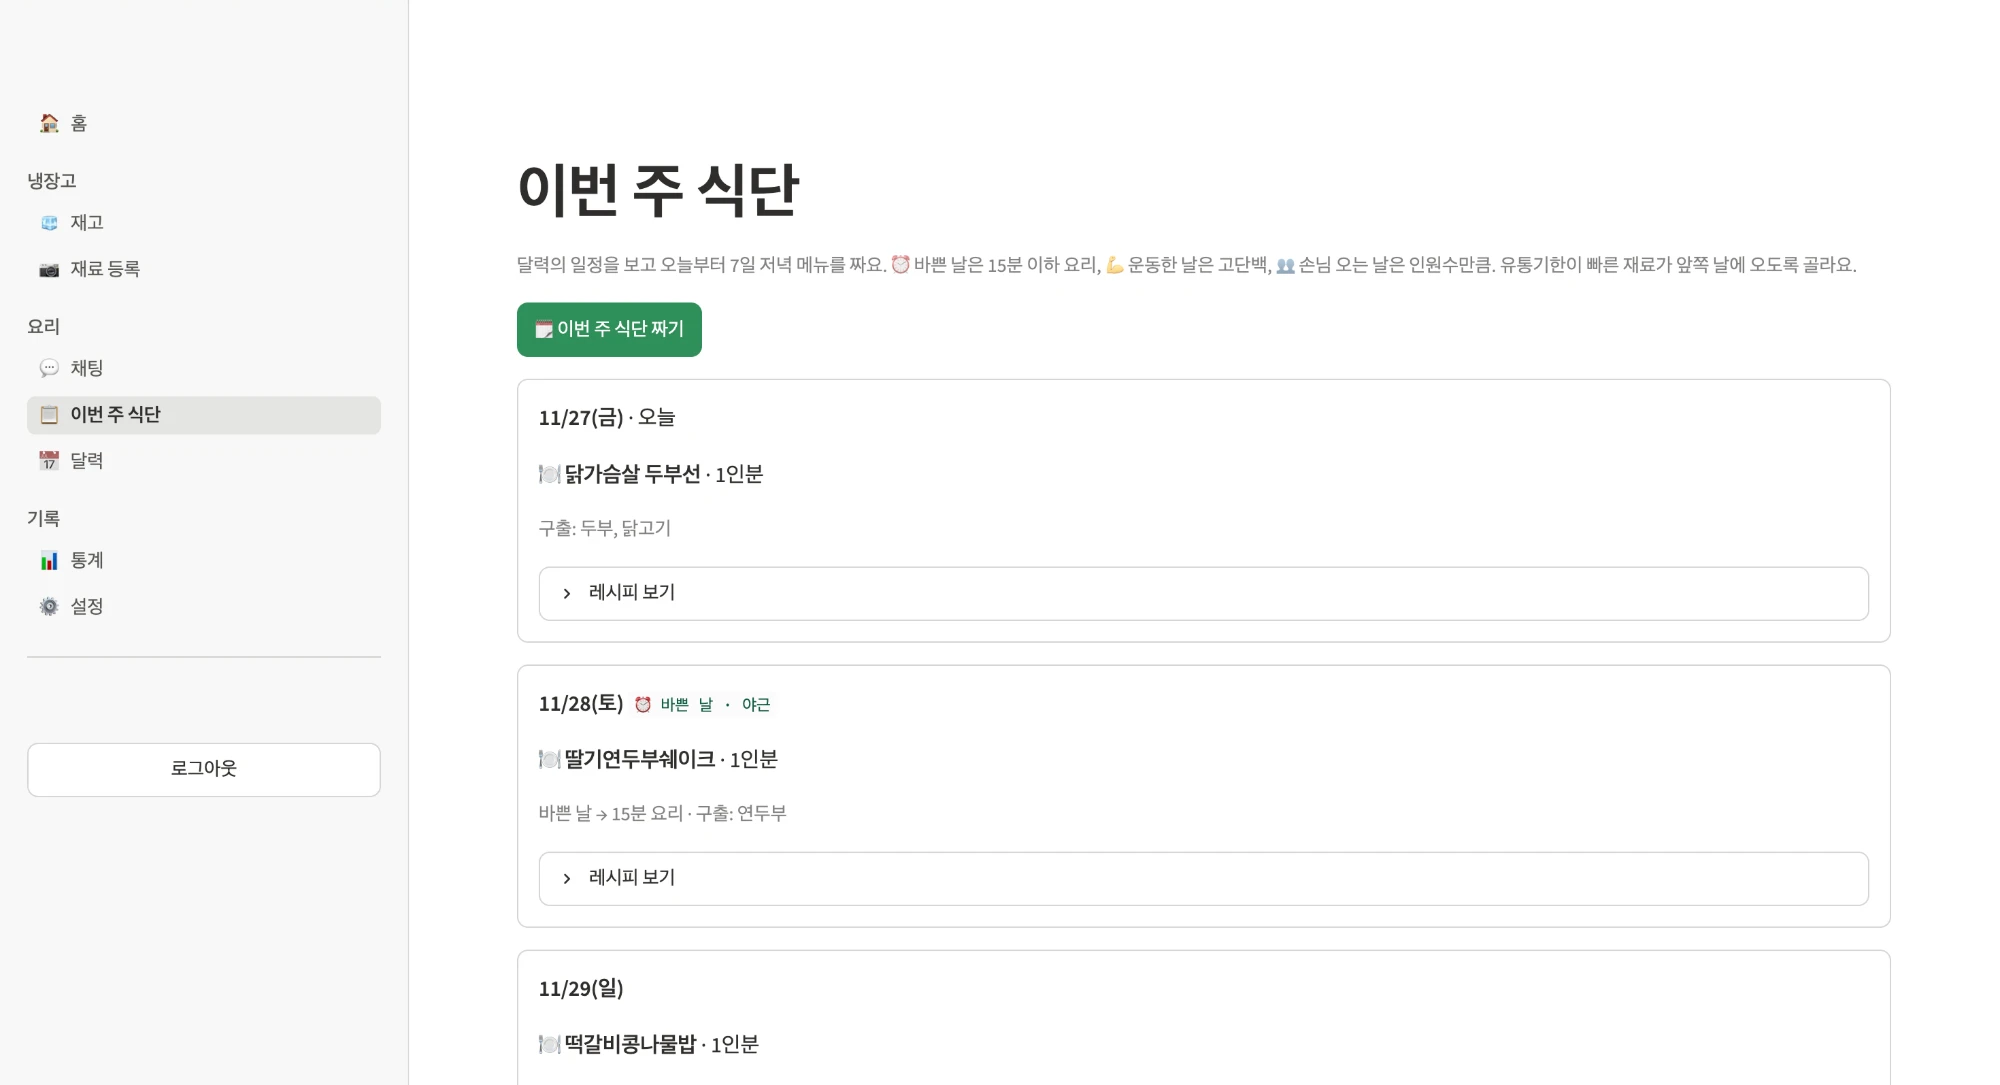 홈
냉장고
재고
재료 등록
요리
채팅
이번 주 식단
달력
기록
통계
설정
로그아웃
이번 주 식단
달력의 일정을 보고 오늘부터 7일 저녁 메뉴를 짜요. ⏰ 바쁜 날은 15분 이하 요리, 💪 운동한 날은 고단백, 👥 손님 오는 날은 인원수만큼. 유통기한이 빠른 재료가 앞쪽 날에 오도록 골라요.
이번 주 식단 짜기
11/27(금) · 오늘
🍽️ 닭가슴살 두부선 · 1인분
구출: 두부, 닭고기
레시피 보기
11/28(토) ⏰ 바쁜 날 · 야근
🍽️ 딸기연두부쉐이크 · 1인분
바쁜 날 → 15분 요리 · 구출: 연두부
레시피 보기
11/29(일)
🍽️ 떡갈비콩나물밥 · 1인분